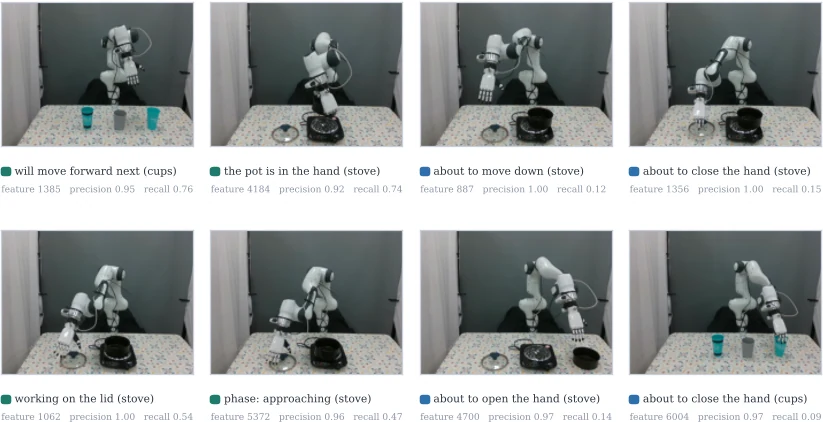 will move forward next (cups)
feature 1385 precision 0.95 recall 0.76
the pot is in the hand (stove)
feature 4184 precision 0.92 recall 0.74
about to move down (stove)
feature 887 precision 1.00 recall 0.12
about to close the hand (stove)
feature 1356 precision 1.00 recall 0.15
working on the lid (stove)
feature 1062 precision 1.00 recall 0.54
phase: approaching (stove)
feature 5372 precision 0.96 recall 0.47
about to open the hand (stove)
feature 4700 precision 0.97 recall 0.14
about to close the hand (cups)
feature 6004 precision 0.97 recall 0.09